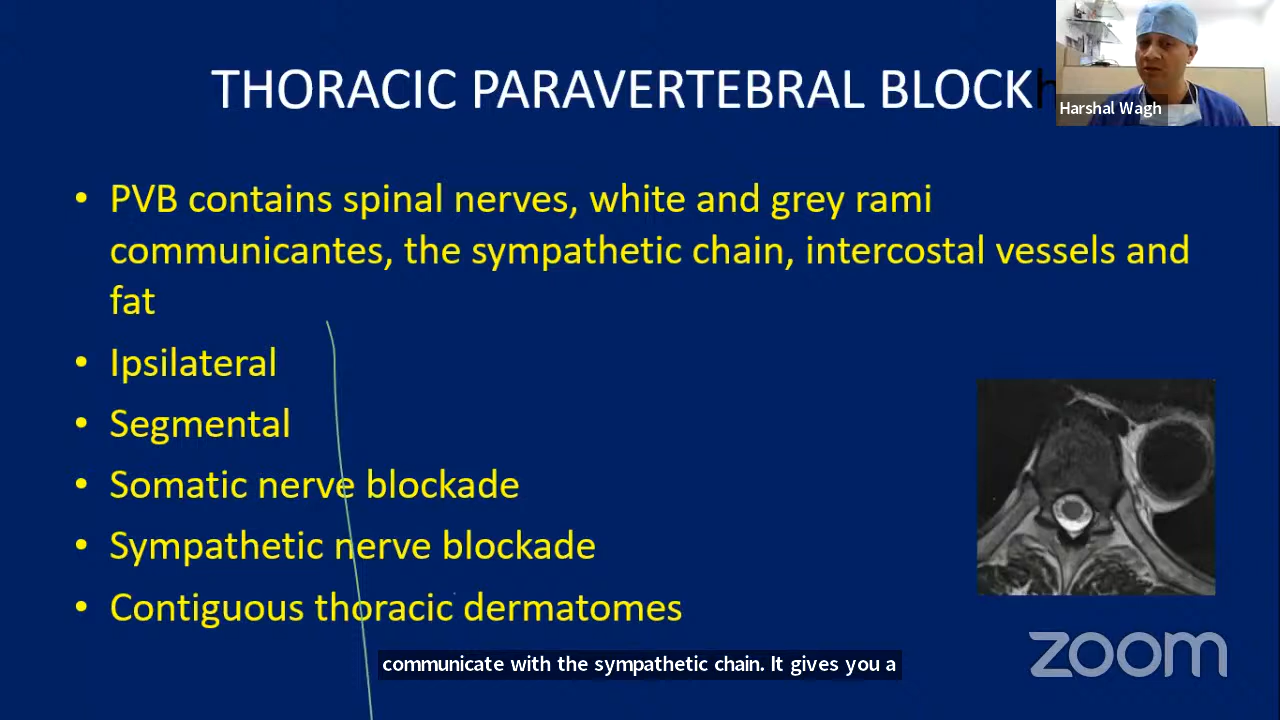 THORACIC PARAVERTEBRAL BLOCK
Harshal Wagh
• PVB contains spinal nerves, white and grey rami
communicantes, the sympathetic chain, intercostal vessels and
fat
• Ipsilateral
• Segmental
• Somatic nerve blockade
• Sympathetic nerve blockade
• Contiguous thoracic dermatomes
communicate with the sympathetic chain. It gives you a
zoom